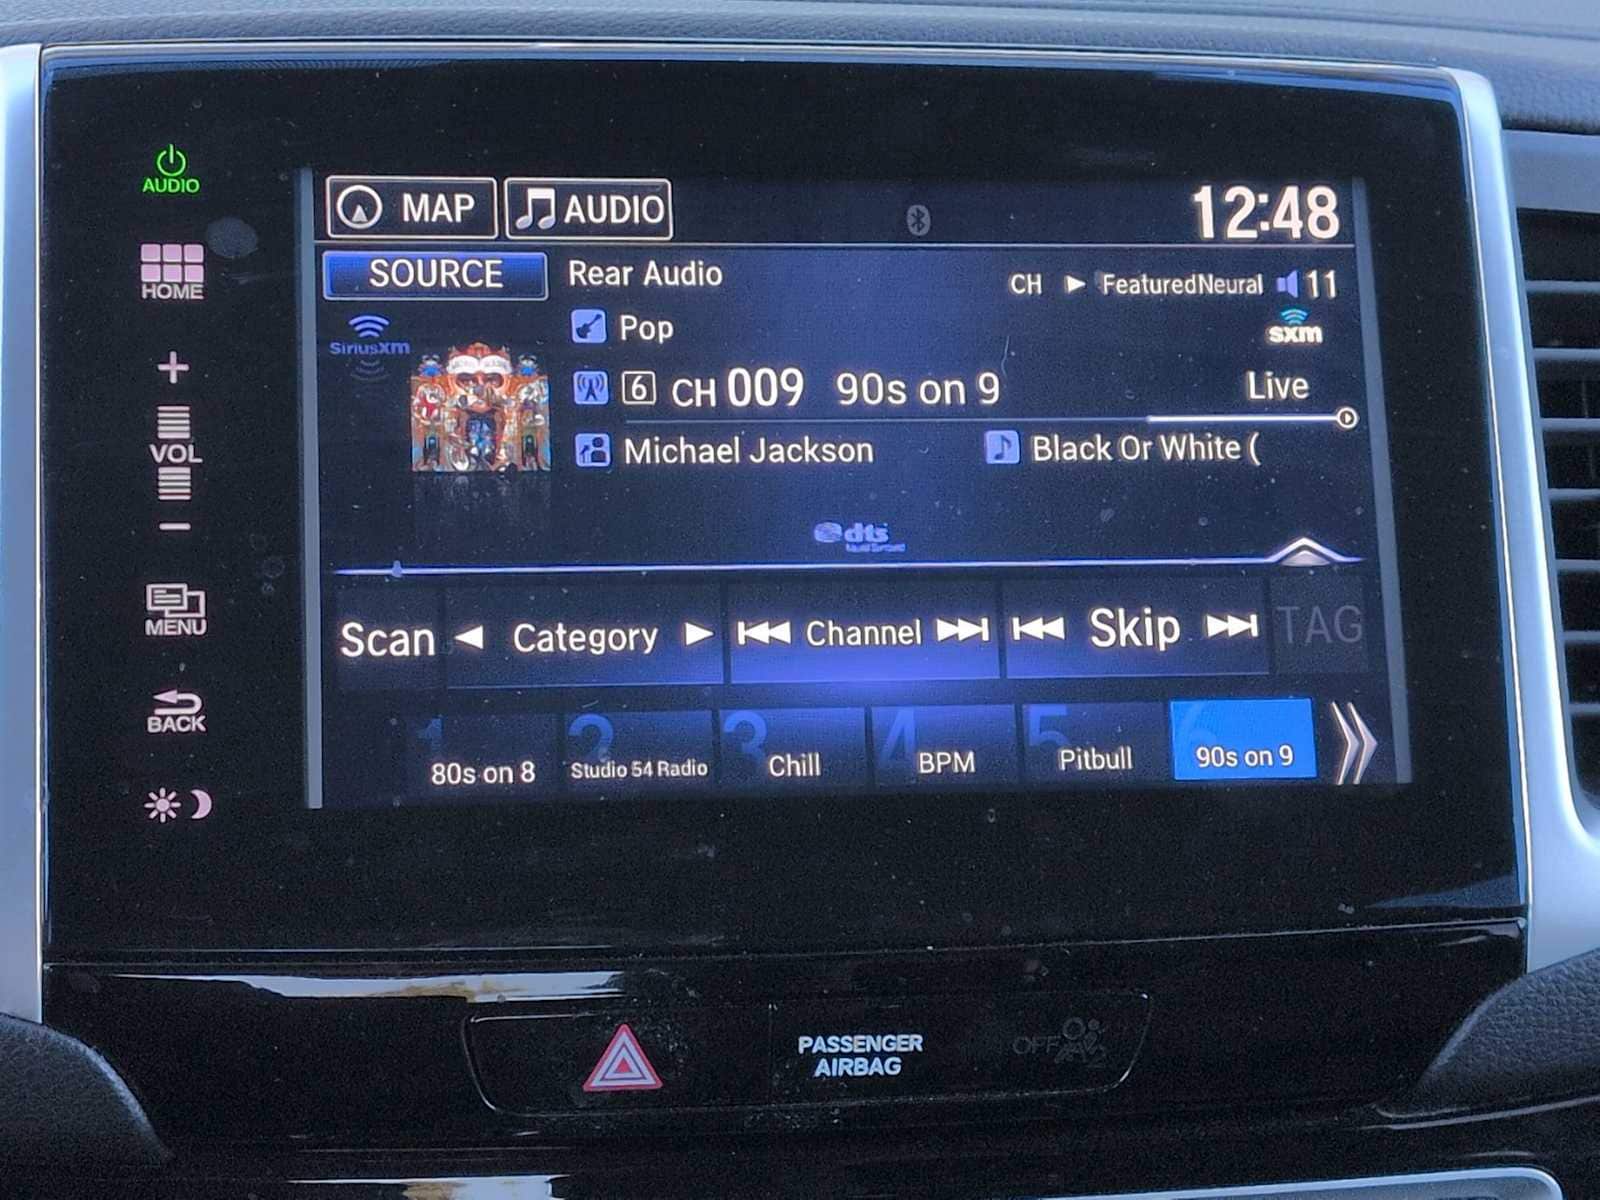 AUDIO
HOME
+
VOL
-
MENU
BACK
MAP
AUDIO
12:48
SOURCE
Rear Audio
CH ▶ FeaturedNeural 11
SiriusXM
Pop
sxm
6 CH 009 90s on 9
Live
Michael Jackson
Black Or White (
dts
Scan
Category
Channel
Skip
TAG
1 80s on 8
2 Studio 54 Radio
3 Chill
4 BPM
5 Pitbull
6 90s on 9
PASSENGER
AIRBAG
OFF